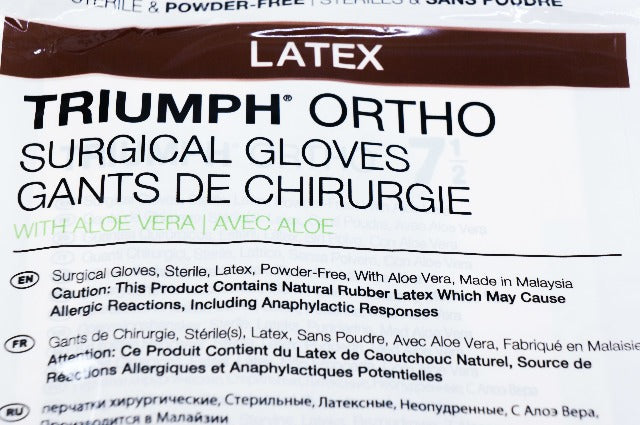 STERILE & POWDER-FREE | STÉRILES & SANS POUDRE
LATEX
TRIUMPH® ORTHO
SURGICAL GLOVES
7 1/2
GANTS DE CHIRURGIE
WITH ALOE VERA | AVEC ALOE
EN Surgical Gloves, Sterile, Latex, Powder-Free, With Aloe Vera, Made in Malaysia
Caution: This Product Contains Natural Rubber Latex Which May Cause
Allergic Reactions, Including Anaphylactic Responses
FR Gants de Chirurgie, Stérile(s), Latex, Sans Poudre, Avec Aloe Vera, Fabriqué en Malaisie
Attention: Ce Produit Contient du Latex de Caoutchouc Naturel, Source de
Réactions Allergiques et Anaphylactiques Potentielles
RU перчатки хирургические, Стерильные, Латексные, Неопудренные, С Алоэ Вера,
Производится в Малайзии